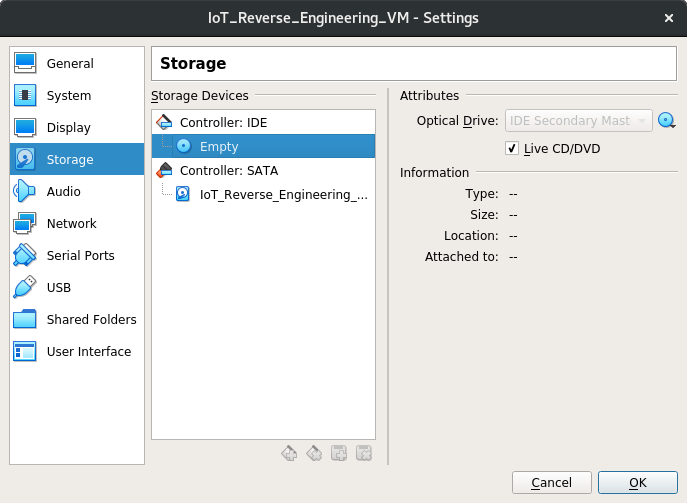 IoT_Reverse_Engineering_VM - Settings
General
System
Display
Storage
Audio
Network
Serial Ports
USB
Shared Folders
User Interface
Storage
Storage Devices
Controller: IDE
Empty
Controller: SATA
IoT_Reverse_Engineering_...
Attributes
Optical Drive: IDE Secondary Mast
Live CD/DVD
Information
Type: --
Size: --
Location: --
Attached to: --
Cancel
OK